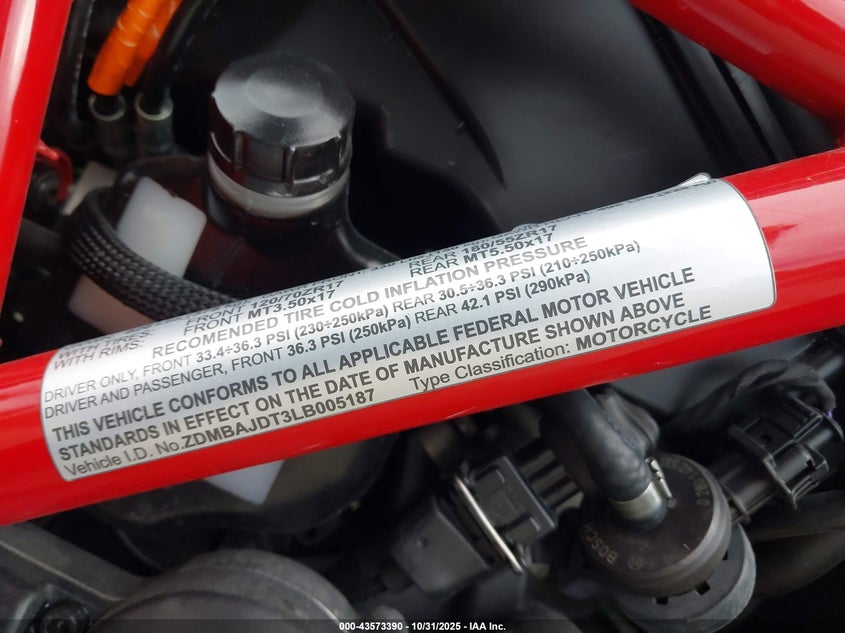 REAR 180/55ZR17
WITH TIRES: FRONT 120/70ZR17 REAR MT5.50x17
WITH RIMS: FRONT MT3.50x17
RECOMENDED TIRE COLD INFLATION PRESSURE
DRIVER ONLY, FRONT 33.4÷36.3 PSI (230÷250kPa) REAR 30.5÷36.3 PSI (210÷250kPa)
DRIVER AND PASSENGER, FRONT 36.3 PSI (250kPa) REAR 42.1 PSI (290kPa)
THIS VEHICLE CONFORMS TO ALL APPLICABLE FEDERAL MOTOR VEHICLE
STANDARDS IN EFFECT ON THE DATE OF MANUFACTURE SHOWN ABOVE
Vehicle I.D. No. ZDMBAJDT3LB005187 Type Classification: MOTORCYCLE
BOSCH
000-43573390 - 10/31/2025 - IAA Inc.